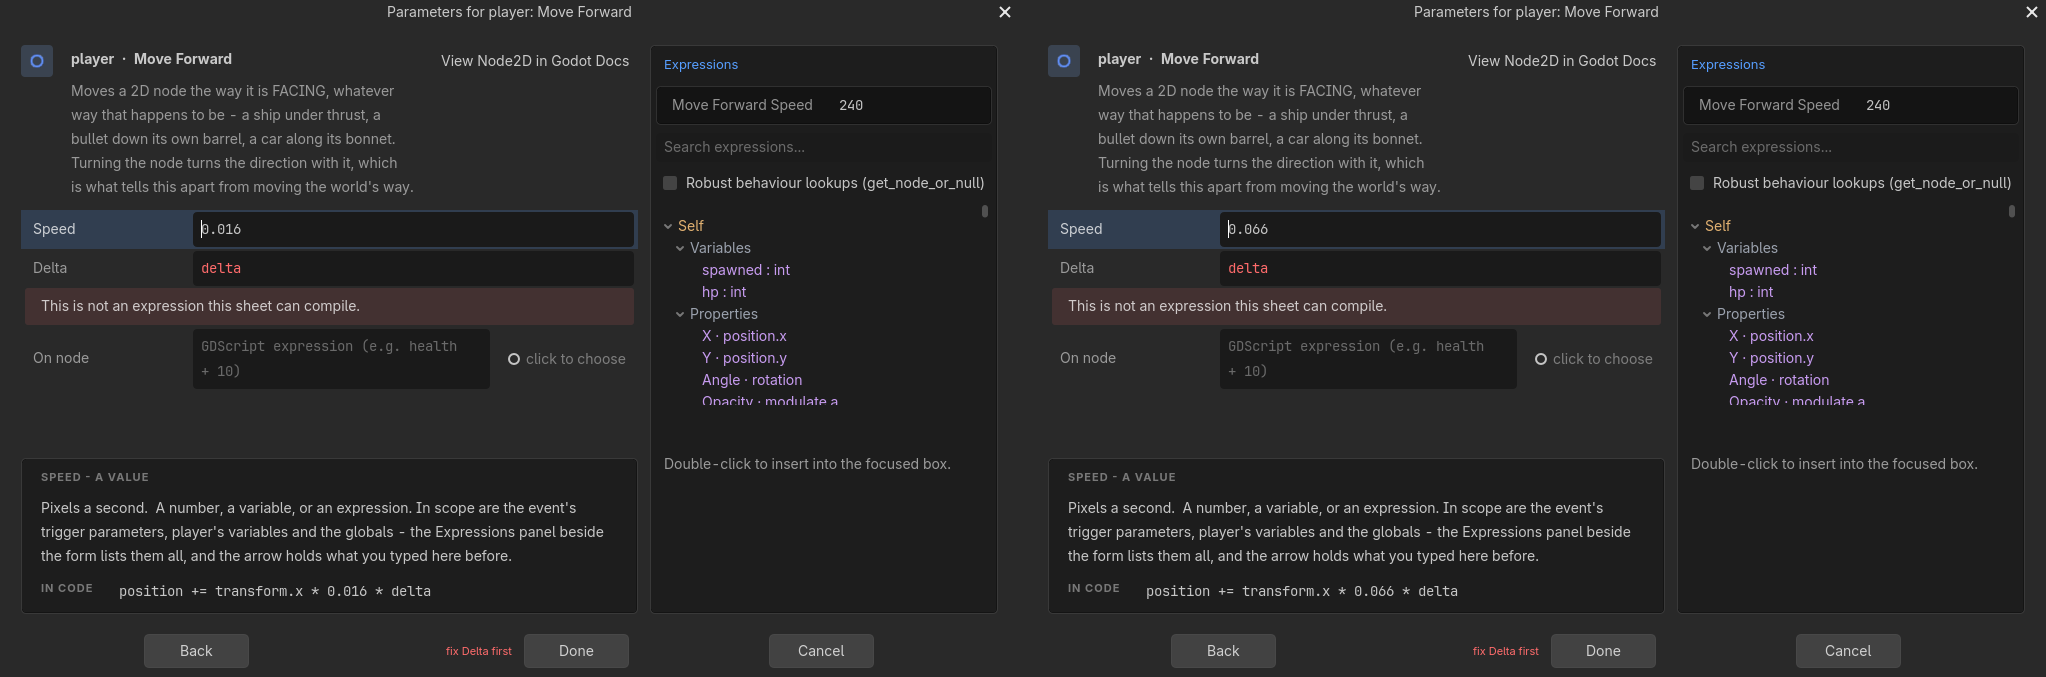 Parameters for player: Move Forward
player · Move Forward
View Node2D in Godot Docs
Moves a 2D node the way it is FACING, whatever
way that happens to be - a ship under thrust, a
bullet down its own barrel, a car along its bonnet.
Turning the node turns the direction with it, which
is what tells this apart from moving the world's way.
Speed
0.016
Delta
delta
This is not an expression this sheet can compile.
On node
GDScript expression (e.g. health
+ 10)
click to choose
SPEED - A VALUE
Pixels a second.  A number, a variable, or an expression. In scope are the event's
trigger parameters, player's variables and the globals - the Expressions panel beside
the form lists them all, and the arrow holds what you typed here before.
IN CODE
position += transform.x * 0.016 * delta
Expressions
Move Forward Speed 240
Search expressions...
Robust behaviour lookups (get_node_or_null)
Self
Variables
spawned : int
hp : int
Properties
X · position.x
Y · position.y
Angle · rotation
Opacity · modulate.a
Double-click to insert into the focused box.
Back
fix Delta first
Done
Cancel
Parameters for player: Move Forward
player · Move Forward
View Node2D in Godot Docs
Moves a 2D node the way it is FACING, whatever
way that happens to be - a ship under thrust, a
bullet down its own barrel, a car along its bonnet.
Turning the node turns the direction with it, which
is what tells this apart from moving the world's way.
Speed
0.066
Delta
delta
This is not an expression this sheet can compile.
On node
GDScript expression (e.g. health
+ 10)
click to choose
SPEED - A VALUE
Pixels a second.  A number, a variable, or an expression. In scope are the event's
trigger parameters, player's variables and the globals - the Expressions panel beside
the form lists them all, and the arrow holds what you typed here before.
IN CODE
position += transform.x * 0.066 * delta
Expressions
Move Forward Speed 240
Search expressions...
Robust behaviour lookups (get_node_or_null)
Self
Variables
spawned : int
hp : int
Properties
X · position.x
Y · position.y
Angle · rotation
Opacity · modulate.a
Double-click to insert into the focused box.
Back
fix Delta first
Done
Cancel